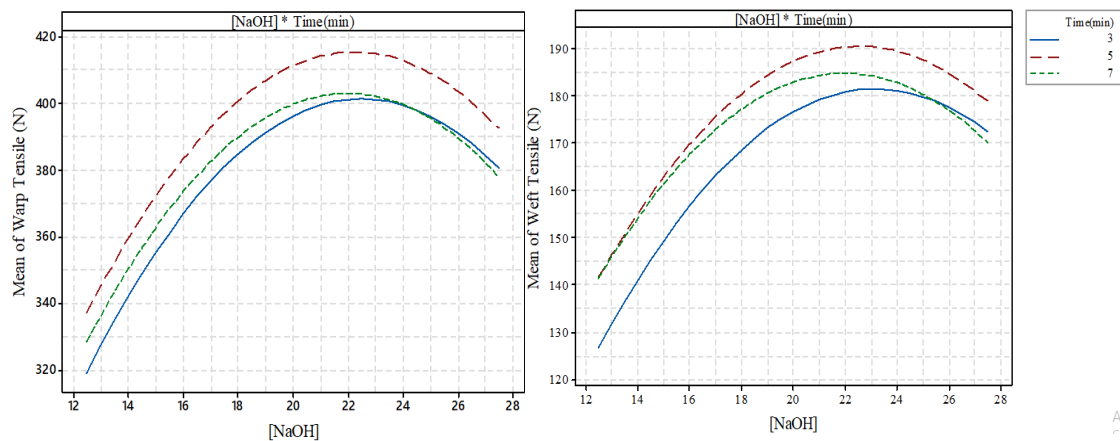 [NaOH] * Time(min)
Mean of Warp Tensile (N)
420
400
380
360
340
320
12 14 16 18 20 22 24 26 28
[NaOH]
[NaOH] * Time(min)
Mean of Weft Tensile (N)
190
180
170
160
150
140
130
120
12 14 16 18 20 22 24 26 28
[NaOH]
Time(min)
3
5
7